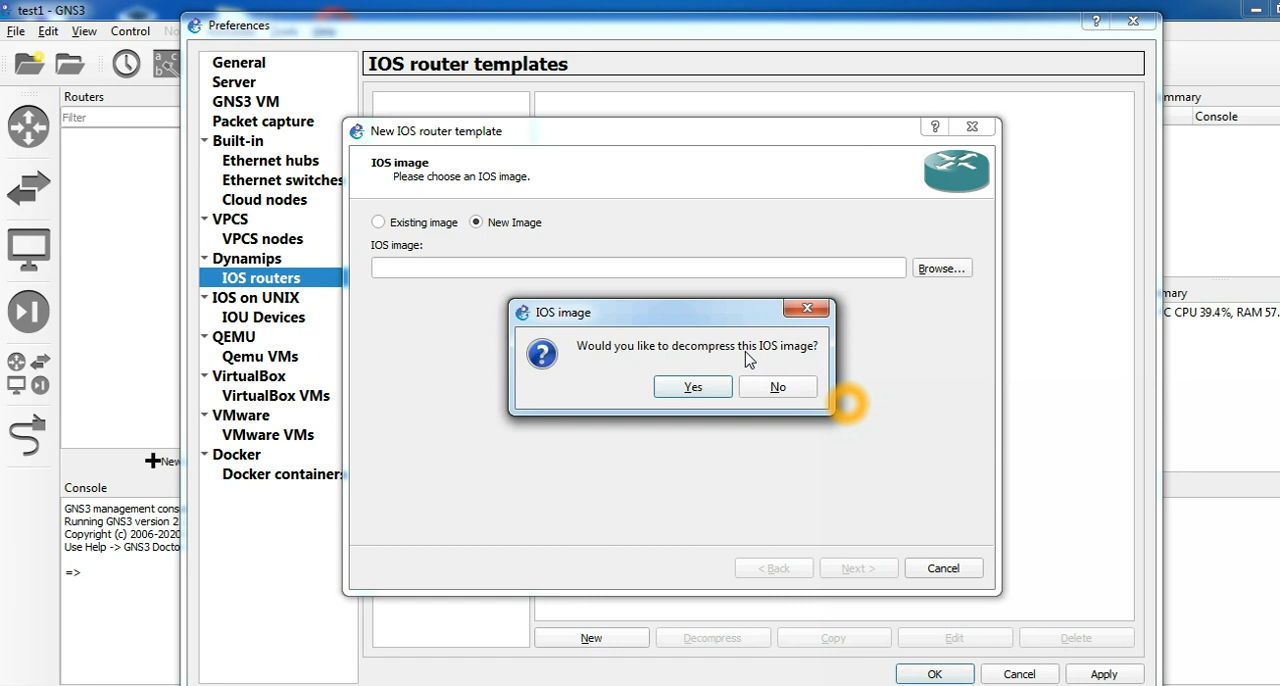 test1 - GNS3
File Edit View Control No
Preferences
General
Server
GNS3 VM
Packet capture
Built-in
Ethernet hubs
Ethernet switches
Cloud nodes
VPCS
VPCS nodes
Dynamips
IOS routers
IOS on UNIX
IOU Devices
QEMU
Qemu VMs
VirtualBox
VirtualBox VMs
VMware
VMware VMs
Docker
Docker containers
IOS router templates
Routers
Filter
New
Console
GNS3 management cons
Running GNS3 version 2
Copyright (c) 2006-2020
Use Help -> GNS3 Docto
=>
New IOS router template
IOS image
Please choose an IOS image.
Existing image New Image
IOS image:
Browse...
IOS image
Would you like to decompress this IOS image?
Yes No
< Back Next > Cancel
New Decompress Copy Edit Delete
OK Cancel Apply
mmary
Console
mary
C CPU 39.4%, RAM 57.